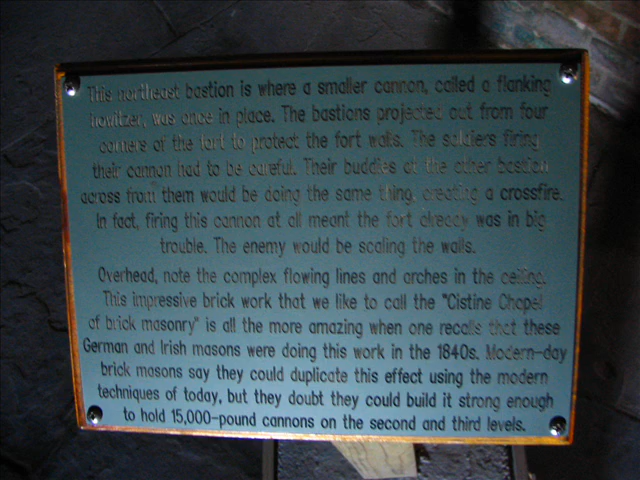 This northeast bastion is where a smaller cannon, called a flanking
howitzer, was once in place. The bastions projected out from four
corners of the fort to protect the fort walls. The soldiers firing
their cannon had to be careful. Their buddies at the other bastion
across from them would be doing the same thing, creating a crossfire.
In fact, firing this cannon at all meant the fort already was in big
trouble. The enemy would be scaling the walls.
Overhead, note the complex flowing lines and arches in the ceiling.
This impressive brick work that we like to call the "Cistine Chapel
of brick masonry" is all the more amazing when one recalls that these
German and Irish masons were doing this work in the 1840s. Modern-day
brick masons say they could duplicate this effect using the modern
techniques of today, but they doubt they could build it strong enough
to hold 15,000-pound cannons on the second and third levels.